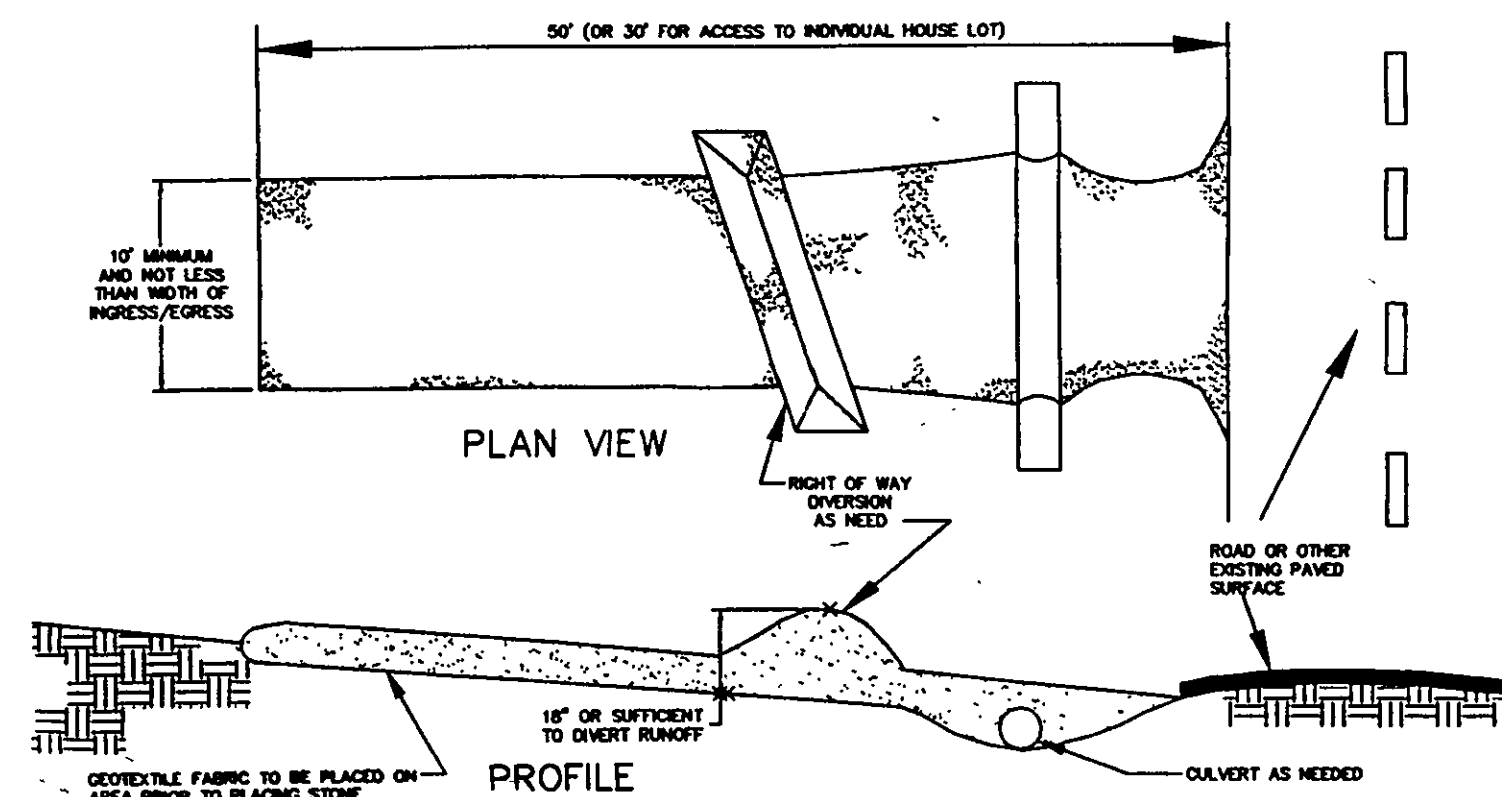 50' (OR 30' FOR ACCESS TO INDIVIDUAL HOUSE LOT)
10' MINIMUM
AND NOT LESS
THAN WIDTH OF
INGRESS/EGRESS
PLAN VIEW
RIGHT OF WAY
DIVERSION
AS NEED
ROAD OR OTHER
EXISTING PAVED
SURFACE
18" OR SUFFICIENT
TO DIVERT RUNOFF
GEOTEXTILE FABRIC TO BE PLACED ON
AREA PRIOR TO PLACING STONE
PROFILE
CULVERT AS NEEDED